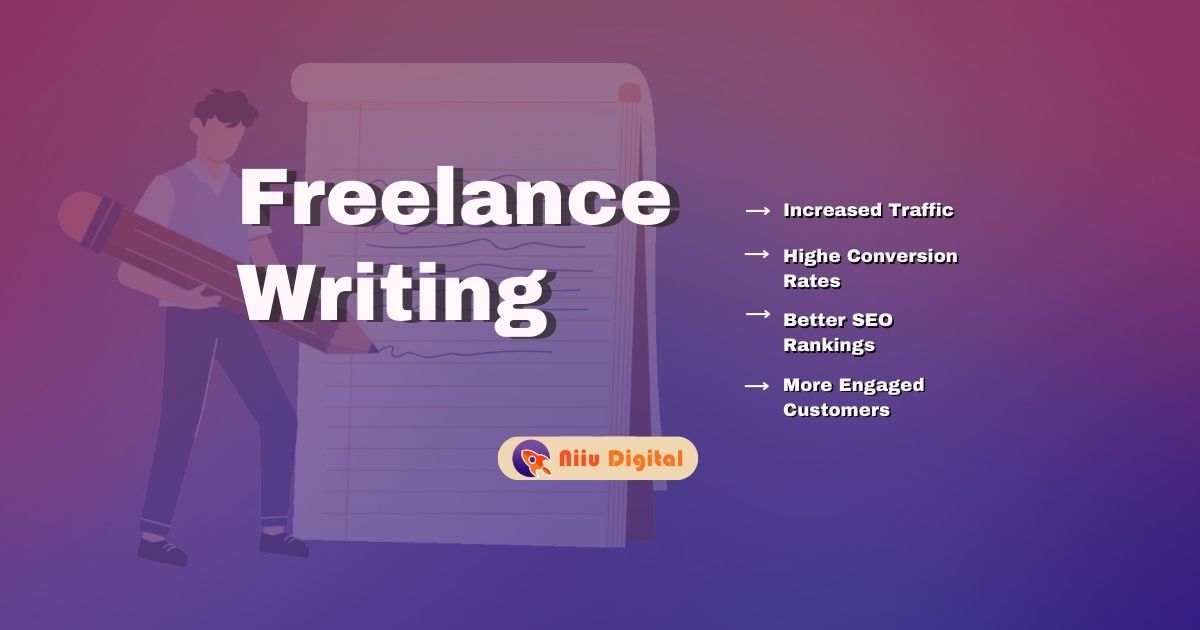 Freelance
Writing
Increased Traffic
Highe Conversion
Rates
Better SEO
Rankings
More Engaged
Customers
Niiu Digital